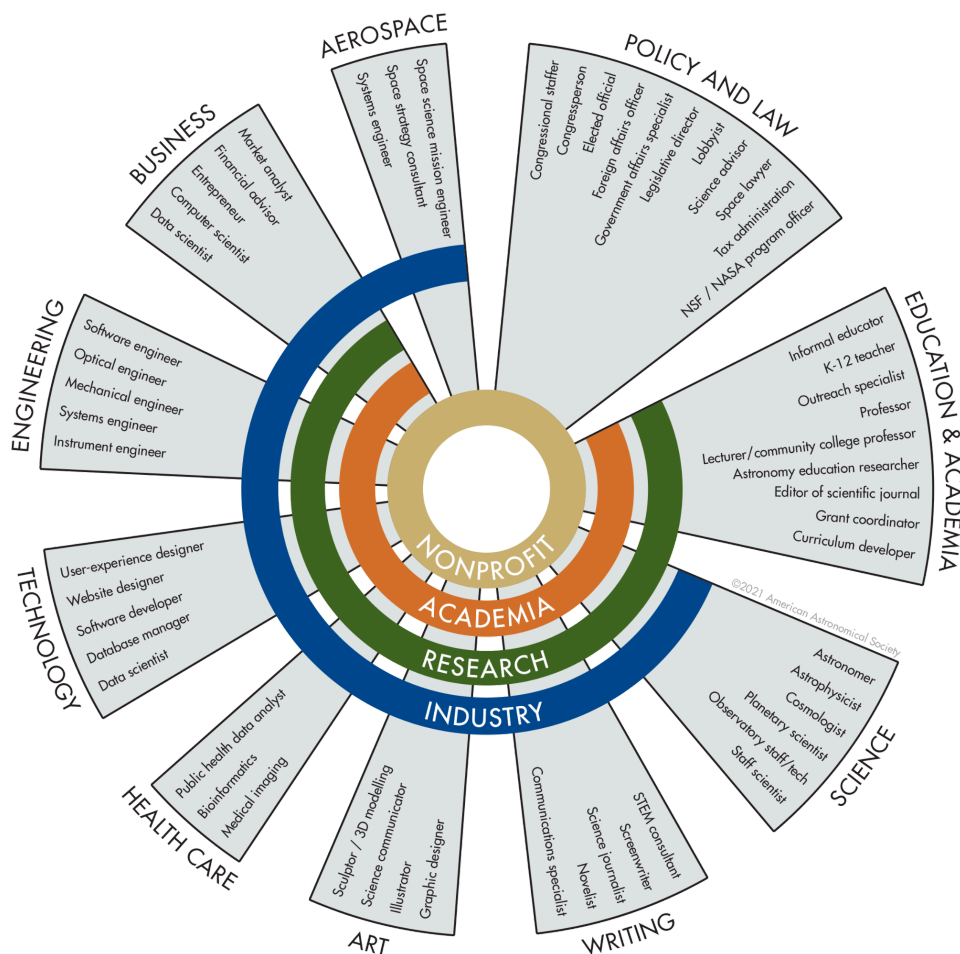 AEROSPACE
Systems engineer
Space strategy consultant
Space science mission engineer
POLICY AND LAW
Congressional staffer
Congressperson
Elected official
Foreign affairs officer
Government affairs specialist
Legislative director
Lobbyist
Science advisor
Space lawyer
Tax administration
NSF / NASA program officer
EDUCATION & ACADEMIA
Informal educator
K-12 teacher
Outreach specialist
Professor
Lecturer/community college professor
Astronomy education researcher
Editor of scientific journal
Grant coordinator
Curriculum developer
©2021 American Astronomical Society
SCIENCE
Astronomer
Astrophysicist
Cosmologist
Planetary scientist
Observatory staff/tech
Staff scientist
WRITING
STEM consultant
Screenwriter
Science journalist
Novelist
Communications specialist
ART
Sculptor / 3D modelling
Science communicator
Illustrator
Graphic designer
HEALTH CARE
Public health data analyst
Bioinformatics
Medical imaging
TECHNOLOGY
User-experience designer
Website designer
Software developer
Database manager
Data scientist
ENGINEERING
Software engineer
Optical engineer
Mechanical engineer
Systems engineer
Instrument engineer
BUSINESS
Market analyst
Financial advisor
Entrepreneur
Computer scientist
Data scientist
NONPROFIT
ACADEMIA
RESEARCH
INDUSTRY